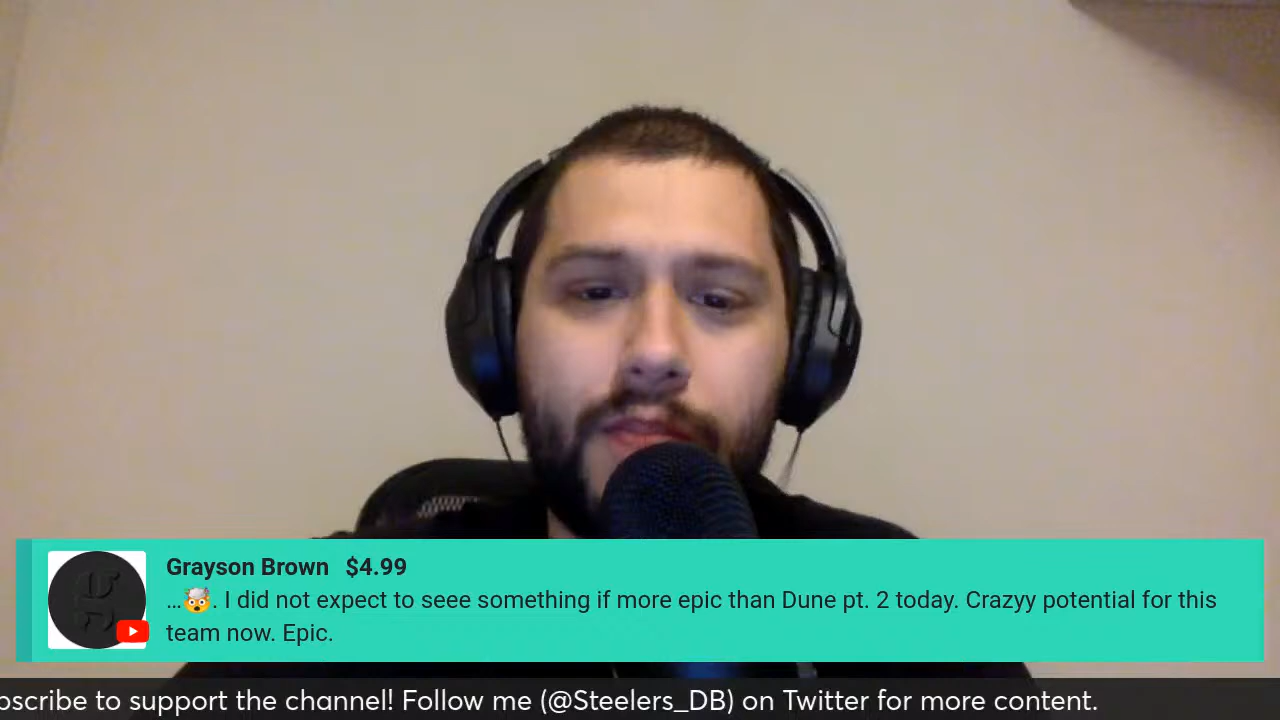 Grayson Brown $4.99
…🤯. I did not expect to seee something if more epic than Dune pt. 2 today. Crazyy potential for this
team now. Epic.
bscribe to support the channel! Follow me (@Steelers_DB) on Twitter for more content.